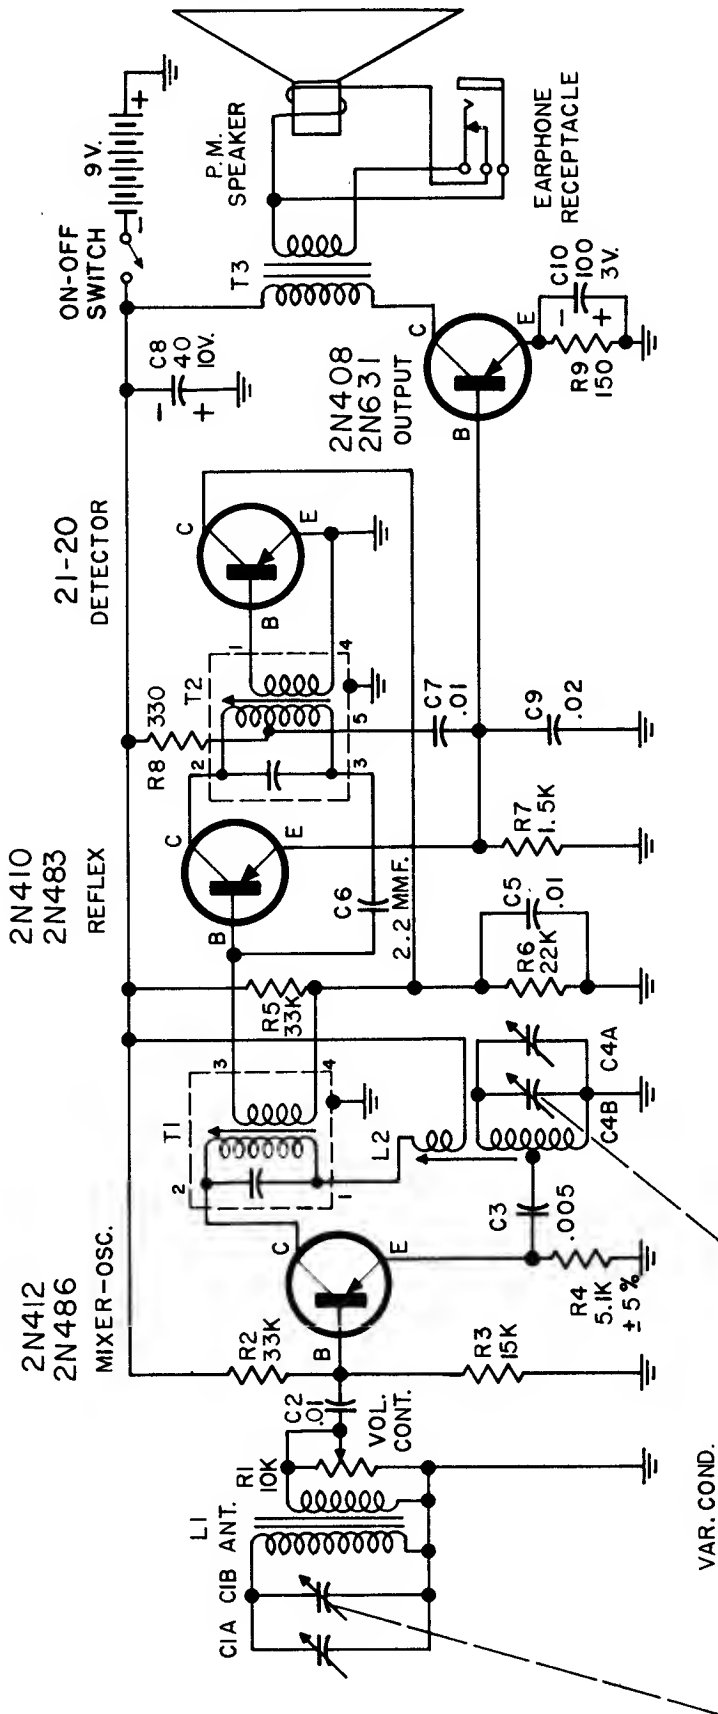 2N412
2N486
MIXER-OSC.
2N410
2N483
REFLEX
21-20
DETECTOR
2N408
2N631
OUTPUT
ON-OFF
SWITCH
9V.
-
+
P.M.
SPEAKER
EARPHONE
RECEPTACLE
C1A
C1B
L1
ANT.
R1
10K
VOL.
CONT.
C2
.01
R2
33K
R3
15K
B
C
E
R4
5.1K
± 5%
C3
.005
T1
2
1
3
4
L2
C4B
C4A
R5
33K
R6
22K
C5
.01
B
C
E
C6
2.2 MMF.
R7
1.5K
R8
330
T2
2
3
5
1
4
C7
.01
C9
.02
B
C
E
C8
40
10V.
-
+
T3
B
C
E
R9
150
C10
100
3V.
-
+
VAR. COND.